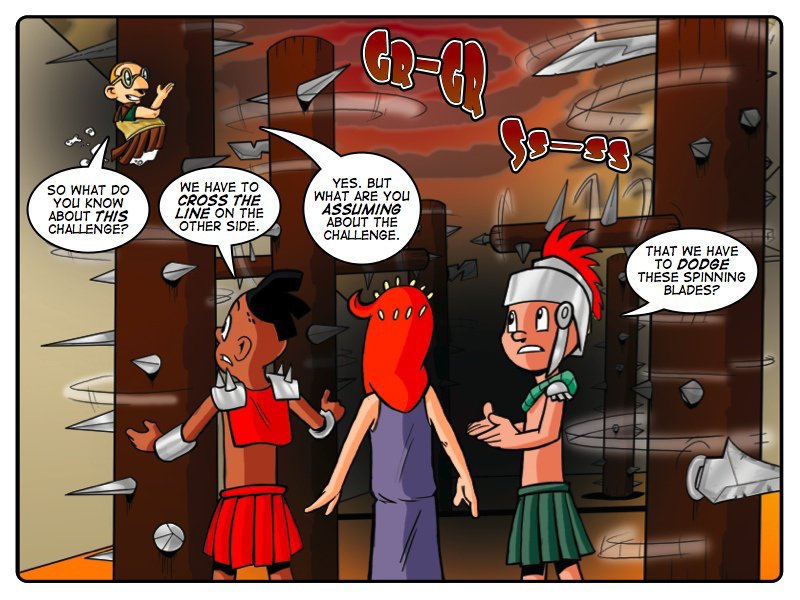 GR-GR
SS-SS
SO WHAT DO
YOU KNOW
ABOUT THIS
CHALLENGE?
WE HAVE TO
CROSS THE
LINE ON THE
OTHER SIDE.
YES. BUT
WHAT ARE YOU
ASSUMING
ABOUT THE
CHALLENGE.
THAT WE HAVE
TO DODGE
THESE SPINNING
BLADES?